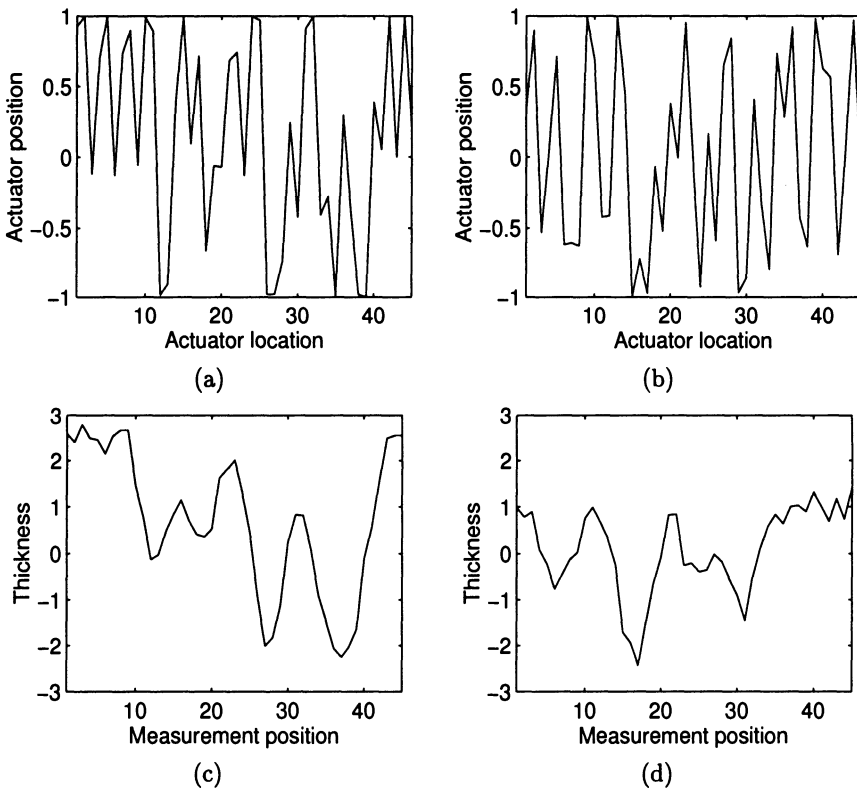 1
0.5
0
−0.5
−1
Actuator position
10 20 30 40
Actuator location
(a)
1
0.5
0
−0.5
−1
Actuator position
10 20 30 40
Actuator location
(b)
3
2
1
0
−1
−2
−3
Thickness
10 20 30 40
Measurement position
(c)
3
2
1
0
−1
−2
−3
Thickness
10 20 30 40
Measurement position
(d)